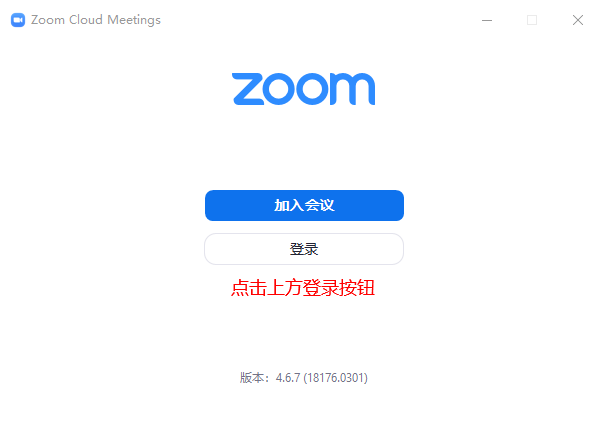 Zoom Cloud Meetings
zoom
加入会议
登录
点击上方登录按钮
版本：4.6.7 (18176.0301)